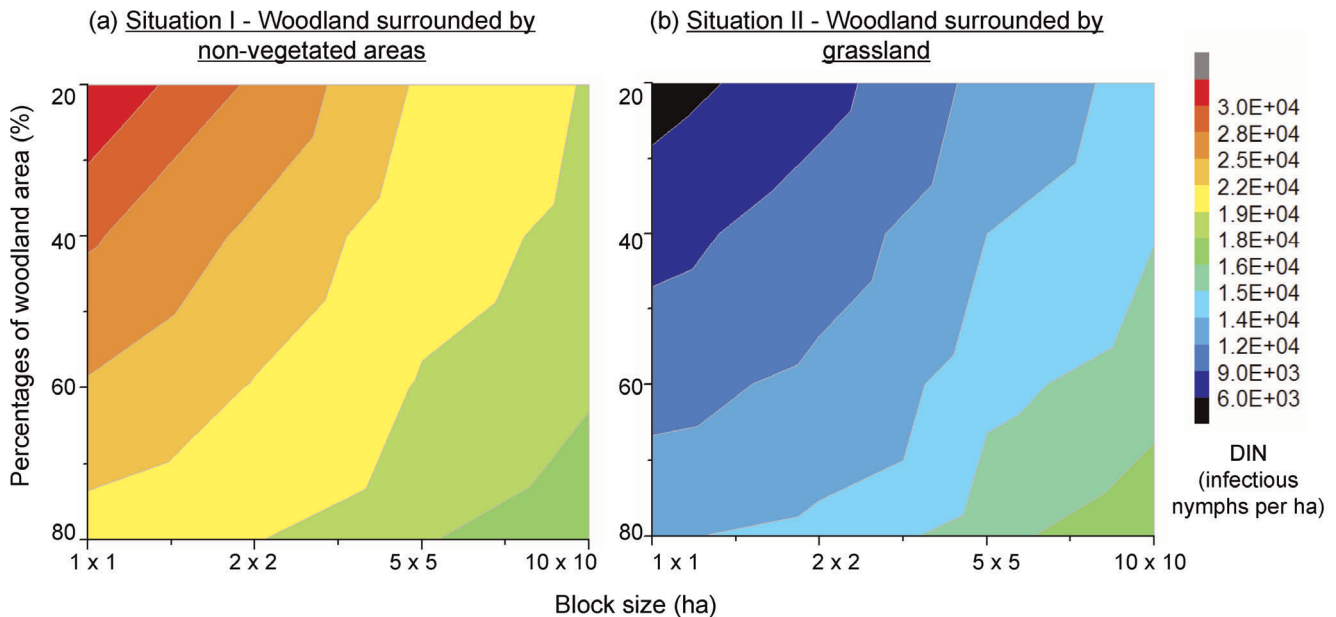 (a) Situation I - Woodland surrounded by
non-vegetated areas
(b) Situation II - Woodland surrounded by
grassland
Percentages of woodland area (%)
20
40
60
80
1 x 1
2 x 2
5 x 5
10 x 10
20
40
60
80
1 x 1
2 x 2
5 x 5
10 x 10
Block size (ha)
3.0E+04
2.8E+04
2.5E+04
2.2E+04
1.9E+04
1.8E+04
1.6E+04
1.5E+04
1.4E+04
1.2E+04
9.0E+03
6.0E+03
DIN
(infectious
nymphs per ha)